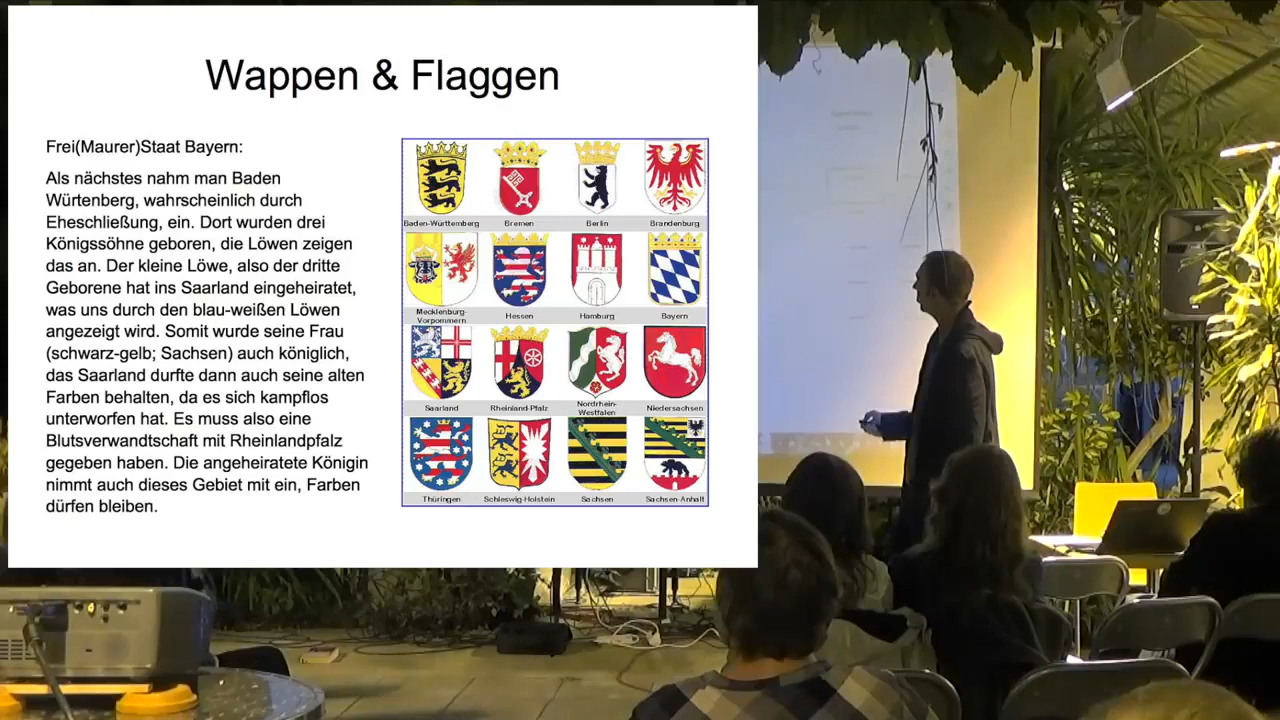 Wappen & Flaggen
Frei(Maurer)Staat Bayern:
Als nächstes nahm man Baden
Würtenberg, wahrscheinlich durch
Eheschließung, ein. Dort wurden drei
Königssöhne geboren, die Löwen zeigen
das an. Der kleine Löwe, also der dritte
Geborene hat ins Saarland eingeheiratet,
was uns durch den blau-weißen Löwen
angezeigt wird. Somit wurde seine Frau
(schwarz-gelb; Sachsen) auch königlich,
das Saarland durfte dann auch seine alten
Farben behalten, da es sich kampflos
unterworfen hat. Es muss also eine
Blutsverwandtschaft mit Rheinlandpfalz
gegeben haben. Die angeheiratete Königin
nimmt auch dieses Gebiet mit ein, Farben
dürfen bleiben.
Baden-Württemberg Bremen Berlin Brandenburg
Mecklenburg-
Vorpommern Hessen Hamburg Bayern
Saarland Rheinland-Pfalz Nordrhein-
Westfalen Niedersachsen
Thüringen Schleswig-Holstein Sachsen Sachsen-Anhalt